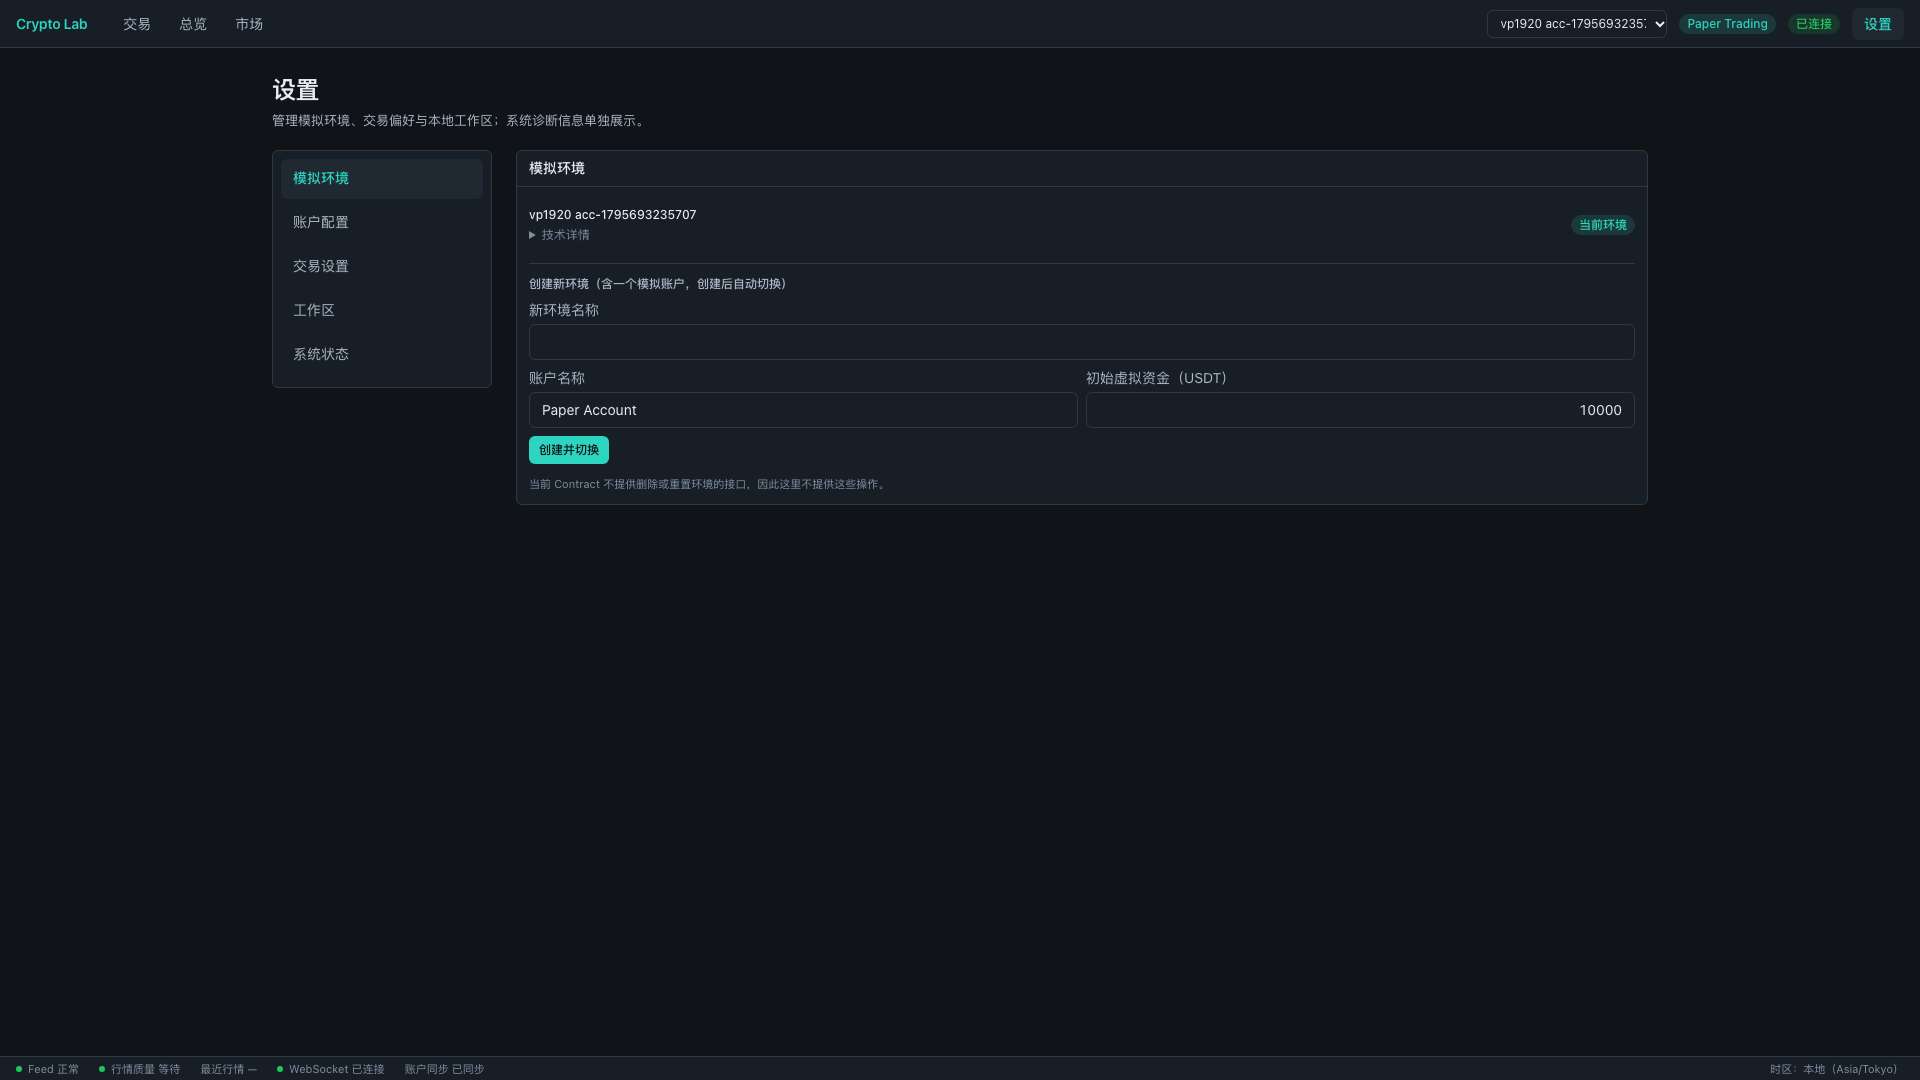 Crypto Lab 交易 总览 市场 vp1920 acc-17956932357 Paper Trading 已连接 设置
设置
管理模拟环境、交易偏好与本地工作区；系统诊断信息单独展示。
模拟环境
账户配置
交易设置
工作区
系统状态
模拟环境
vp1920 acc-1795693235707
技术详情
当前环境
创建新环境（含一个模拟账户，创建后自动切换）
新环境名称
账户名称 初始虚拟资金（USDT）
Paper Account 10000
创建并切换
当前 Contract 不提供删除或重置环境的接口，因此这里不提供这些操作。
Feed 正常 行情质量 等待 最近行情 — WebSocket 已连接 账户同步 已同步 时区：本地（Asia/Tokyo）